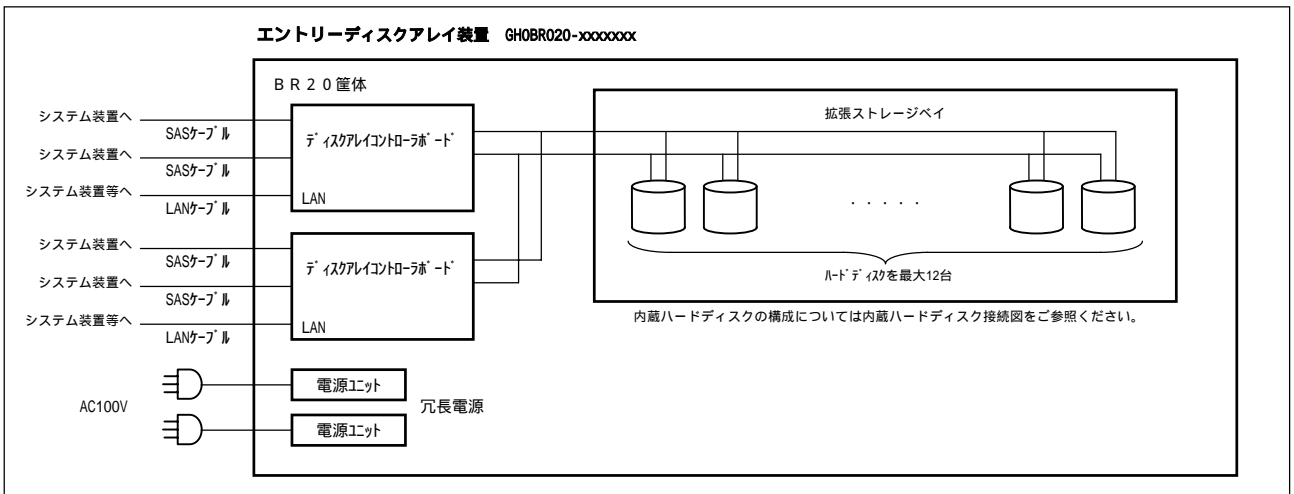 エントリーディスクアレイ装置 GH0BR020-xxxxxxx
BR20筐体
システム装置へ
SASケーブル
システム装置へ
SASケーブル
システム装置等へ
LANケーブル
ディスクアレイコントローラボード
LAN
システム装置へ
SASケーブル
システム装置へ
SASケーブル
システム装置等へ
LANケーブル
ディスクアレイコントローラボード
LAN
拡張ストレージベイ
・・・・・
ハードディスクを最大12台
内蔵ハードディスクの構成については内蔵ハードディスク接続図をご参照ください。
AC100V
電源ユニット
電源ユニット
冗長電源